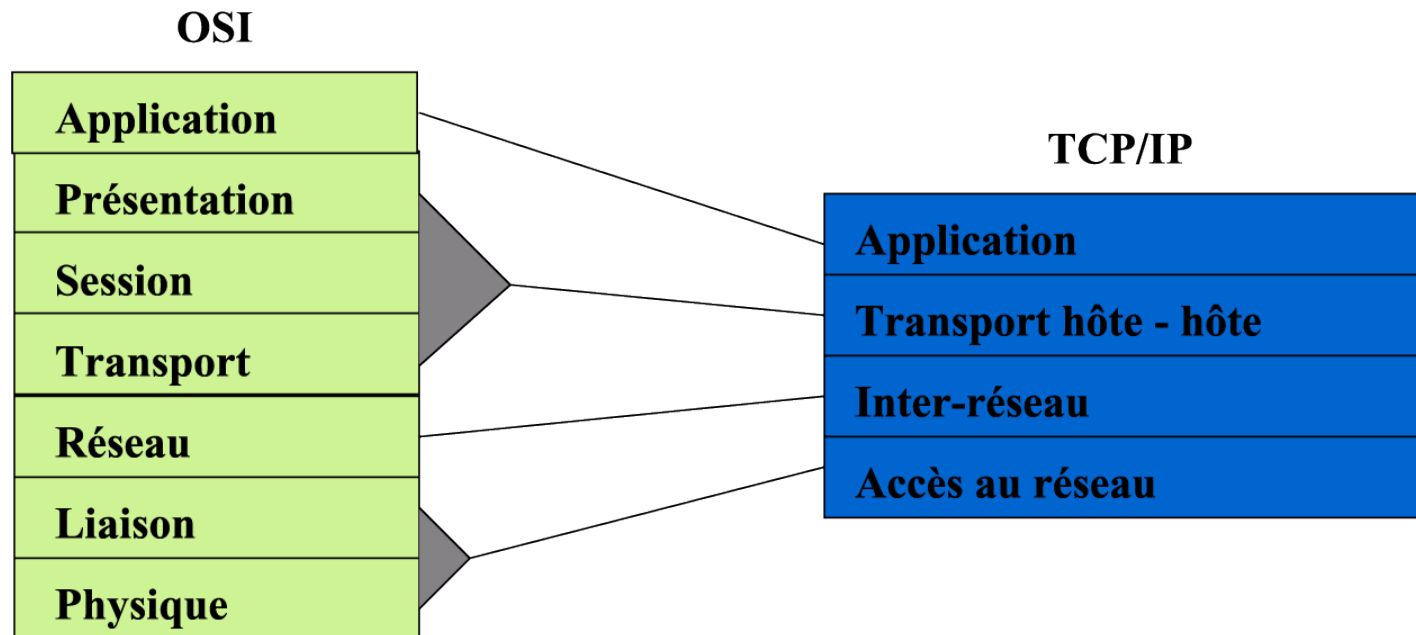 OSI
Application
Présentation
Session
Transport
Réseau
Liaison
Physique
TCP/IP
Application
Transport hôte - hôte
Inter-réseau
Accès au réseau